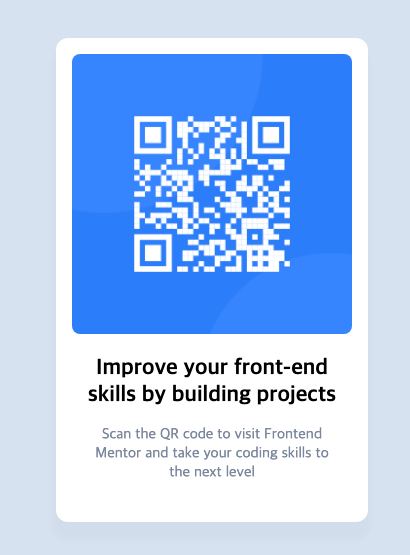 Improve your front-end
skills by building projects
Scan the QR code to visit Frontend
Mentor and take your coding skills to
the next level